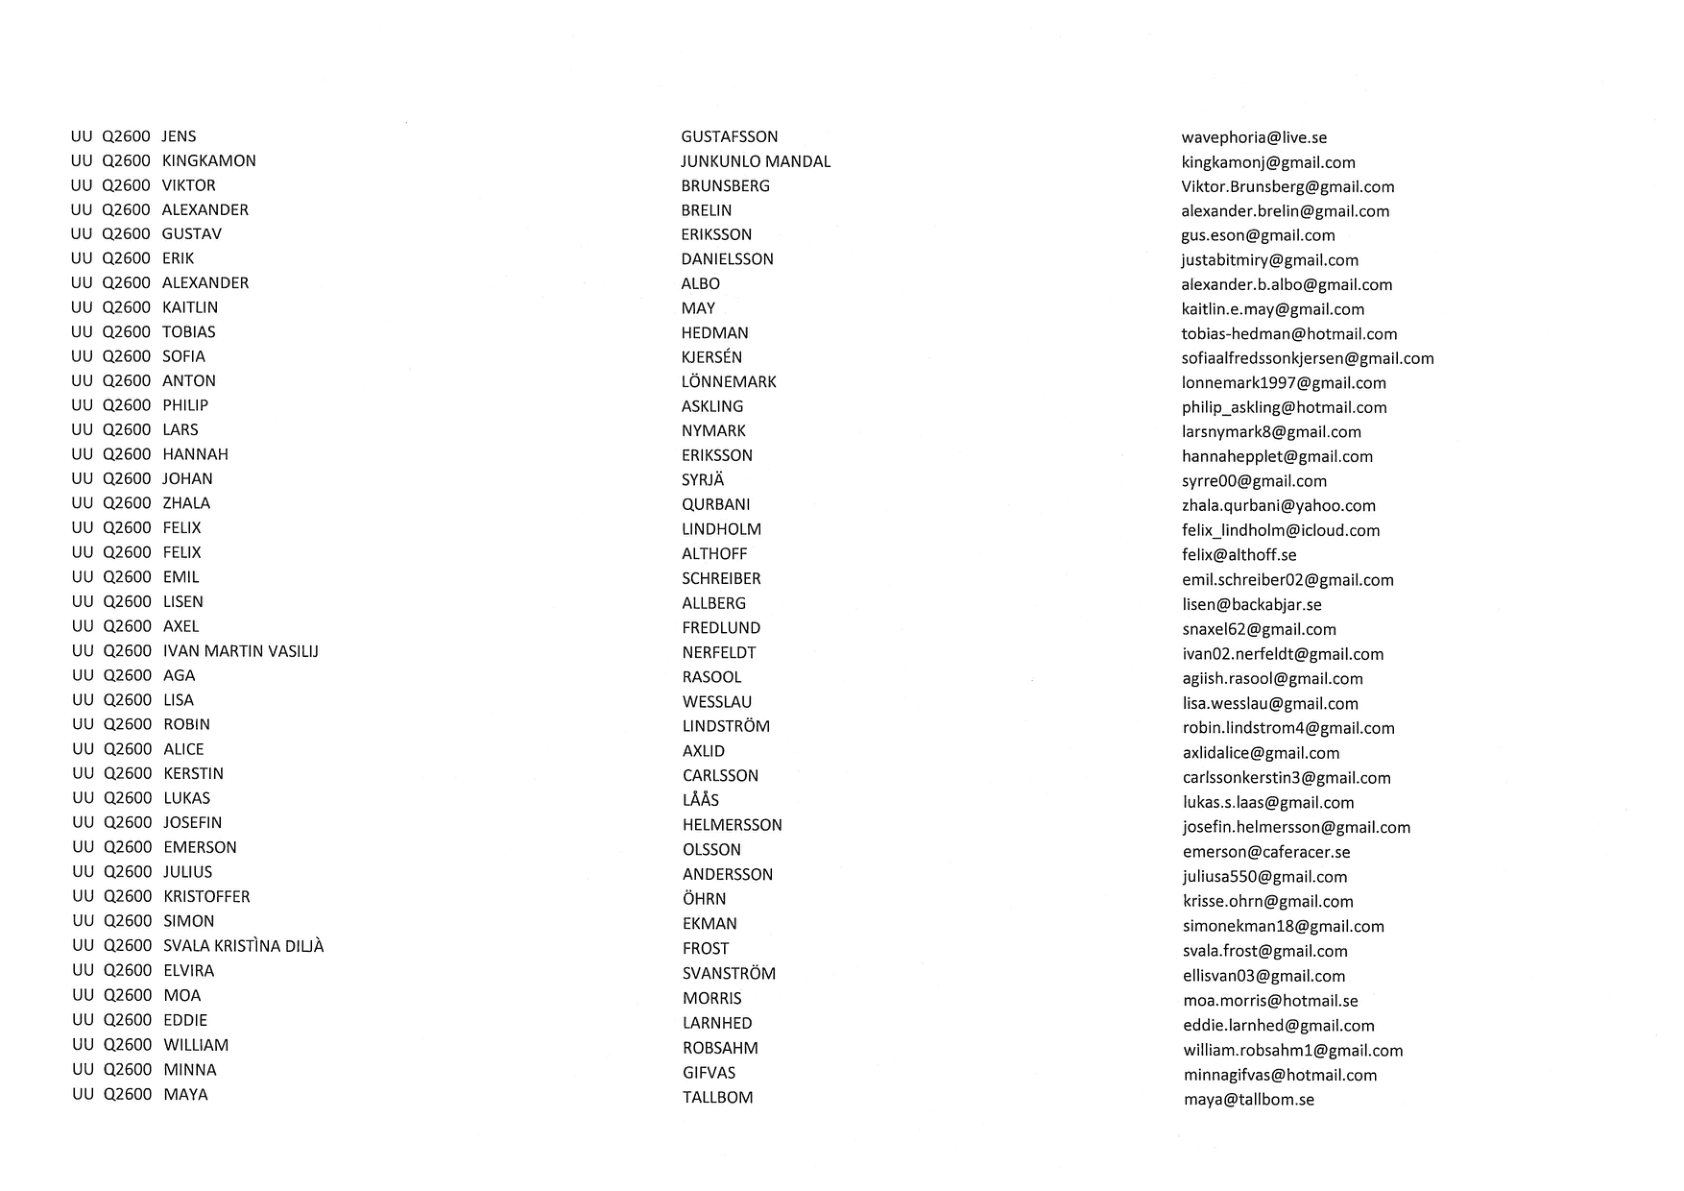 UU Q2600 JENS GUSTAFSSON wavephoria@live.se
UU Q2600 KINGKAMON JUNKUNLO MANDAL kingkamonj@gmail.com
UU Q2600 VIKTOR BRUNSBERG Viktor.Brunsberg@gmail.com
UU Q2600 ALEXANDER BRELIN alexander.brelin@gmail.com
UU Q2600 GUSTAV ERIKSSON gus.eson@gmail.com
UU Q2600 ERIK DANIELSSON justabitmiry@gmail.com
UU Q2600 ALEXANDER ALBO alexander.b.albo@gmail.com
UU Q2600 KAITLIN MAY kaitlin.e.may@gmail.com
UU Q2600 TOBIAS HEDMAN tobias-hedman@hotmail.com
UU Q2600 SOFIA KJERSÉN sofiaalfredssonkjersen@gmail.com
UU Q2600 ANTON LÖNNEMARK lonnemark1997@gmail.com
UU Q2600 PHILIP ASKLING philip_askling@hotmail.com
UU Q2600 LARS NYMARK larsnymark8@gmail.com
UU Q2600 HANNAH ERIKSSON hannahepplet@gmail.com
UU Q2600 JOHAN SYRJÄ syrre00@gmail.com
UU Q2600 ZHALA QURBANI zhala.qurbani@yahoo.com
UU Q2600 FELIX LINDHOLM felix_lindholm@icloud.com
UU Q2600 FELIX ALTHOFF felix@althoff.se
UU Q2600 EMIL SCHREIBER emil.schreiber02@gmail.com
UU Q2600 LISEN ALLBERG lisen@backabjar.se
UU Q2600 AXEL FREDLUND snaxel62@gmail.com
UU Q2600 IVAN MARTIN VASILIJ NERFELDT ivan02.nerfeldt@gmail.com
UU Q2600 AGA RASOOL agiish.rasool@gmail.com
UU Q2600 LISA WESSLAU lisa.wesslau@gmail.com
UU Q2600 ROBIN LINDSTRÖM robin.lindstrom4@gmail.com
UU Q2600 ALICE AXLID axlidalice@gmail.com
UU Q2600 KERSTIN CARLSSON carlssonkerstin3@gmail.com
UU Q2600 LUKAS LÅÅS lukas.s.laas@gmail.com
UU Q2600 JOSEFIN HELMERSSON josefin.helmersson@gmail.com
UU Q2600 EMERSON OLSSON emerson@caferacer.se
UU Q2600 JULIUS ANDERSSON juliusa550@gmail.com
UU Q2600 KRISTOFFER ÖHRN krisse.ohrn@gmail.com
UU Q2600 SIMON EKMAN simonekman18@gmail.com
UU Q2600 SVALA KRISTÌNA DILJÀ FROST svala.frost@gmail.com
UU Q2600 ELVIRA SVANSTRÖM ellisvan03@gmail.com
UU Q2600 MOA MORRIS moa.morris@hotmail.se
UU Q2600 EDDIE LARNHED eddie.larnhed@gmail.com
UU Q2600 WILLIAM ROBSAHM william.robsahm1@gmail.com
UU Q2600 MINNA GIFVAS minnagifvas@hotmail.com
UU Q2600 MAYA TALLBOM maya@tallbom.se